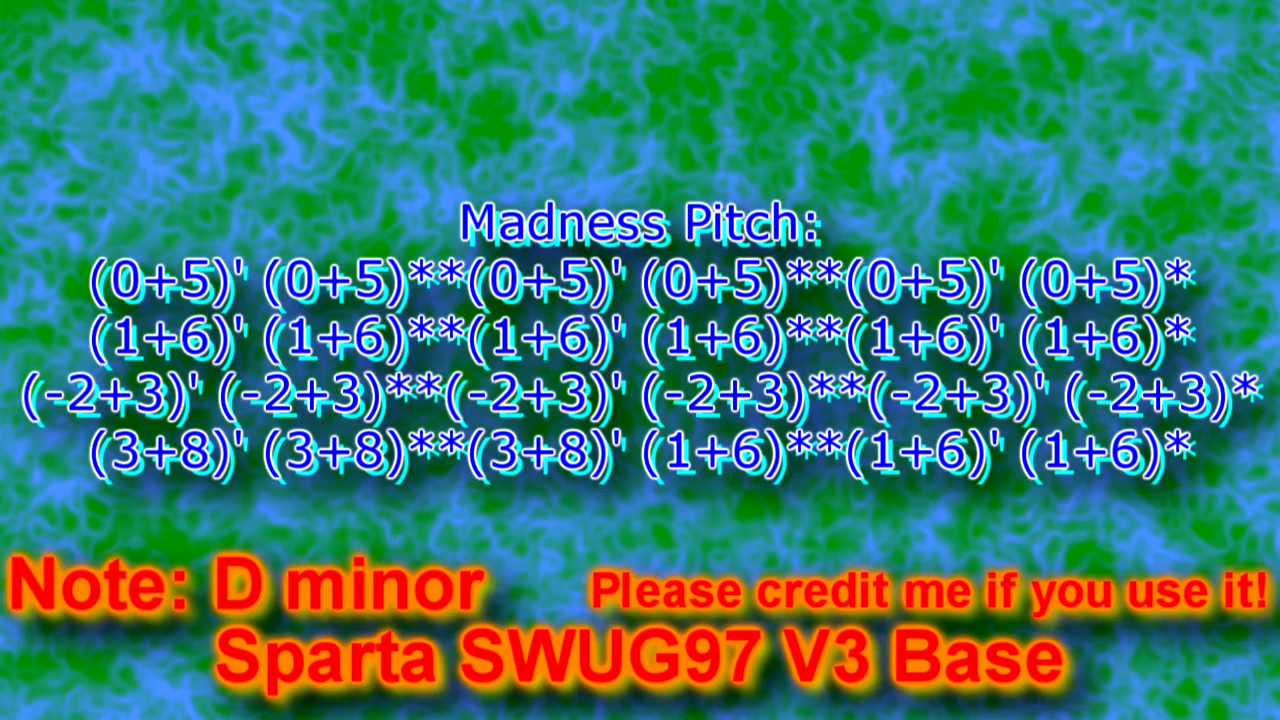 Madness Pitch:
(0+5)' (0+5)**(0+5)' (0+5)**(0+5)' (0+5)*
(1+6)' (1+6)**(1+6)' (1+6)**(1+6)' (1+6)*
(-2+3)' (-2+3)**(-2+3)' (-2+3)**(-2+3)' (-2+3)*
(3+8)' (3+8)**(3+8)' (1+6)**(1+6)' (1+6)*
Note: D minor
Please credit me if you use it!
Sparta SWUG97 V3 Base